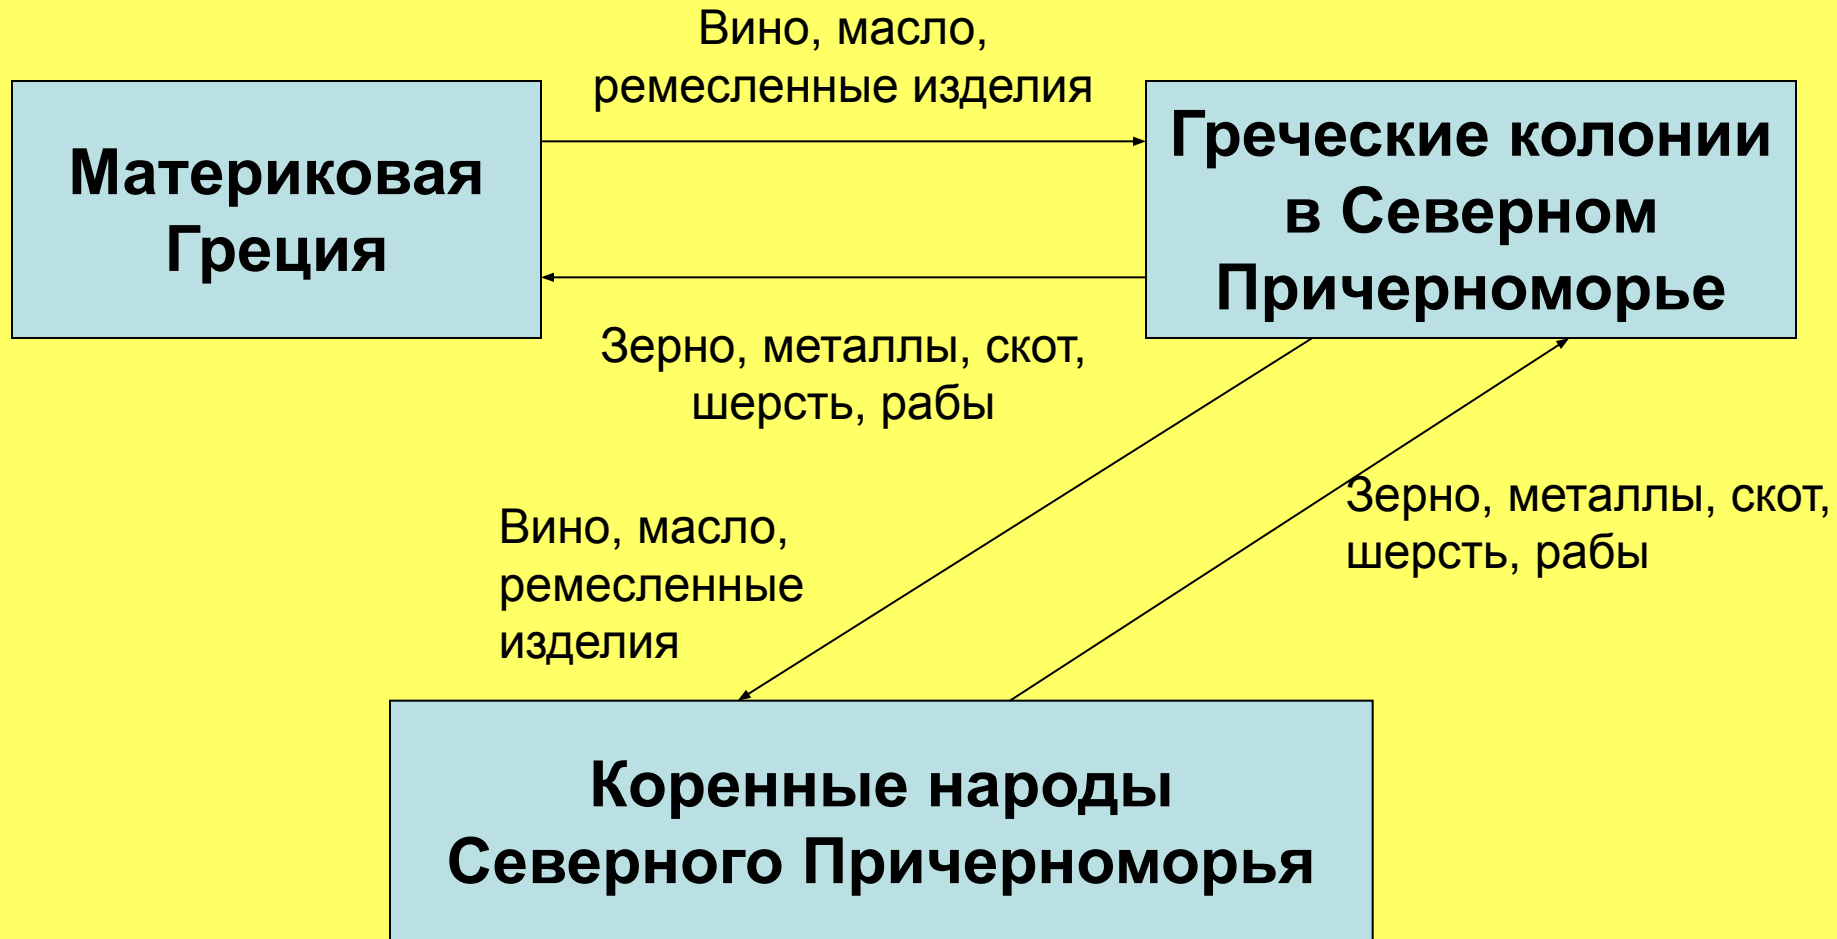 Вино, масло,
ремесленные изделия
Материковая
Греция
Греческие колонии
в Северном
Причерноморье
Зерно, металлы, скот,
шерсть, рабы
Вино, масло,
ремесленные
изделия
Зерно, металлы, скот,
шерсть, рабы
Коренные народы
Северного Причерноморья